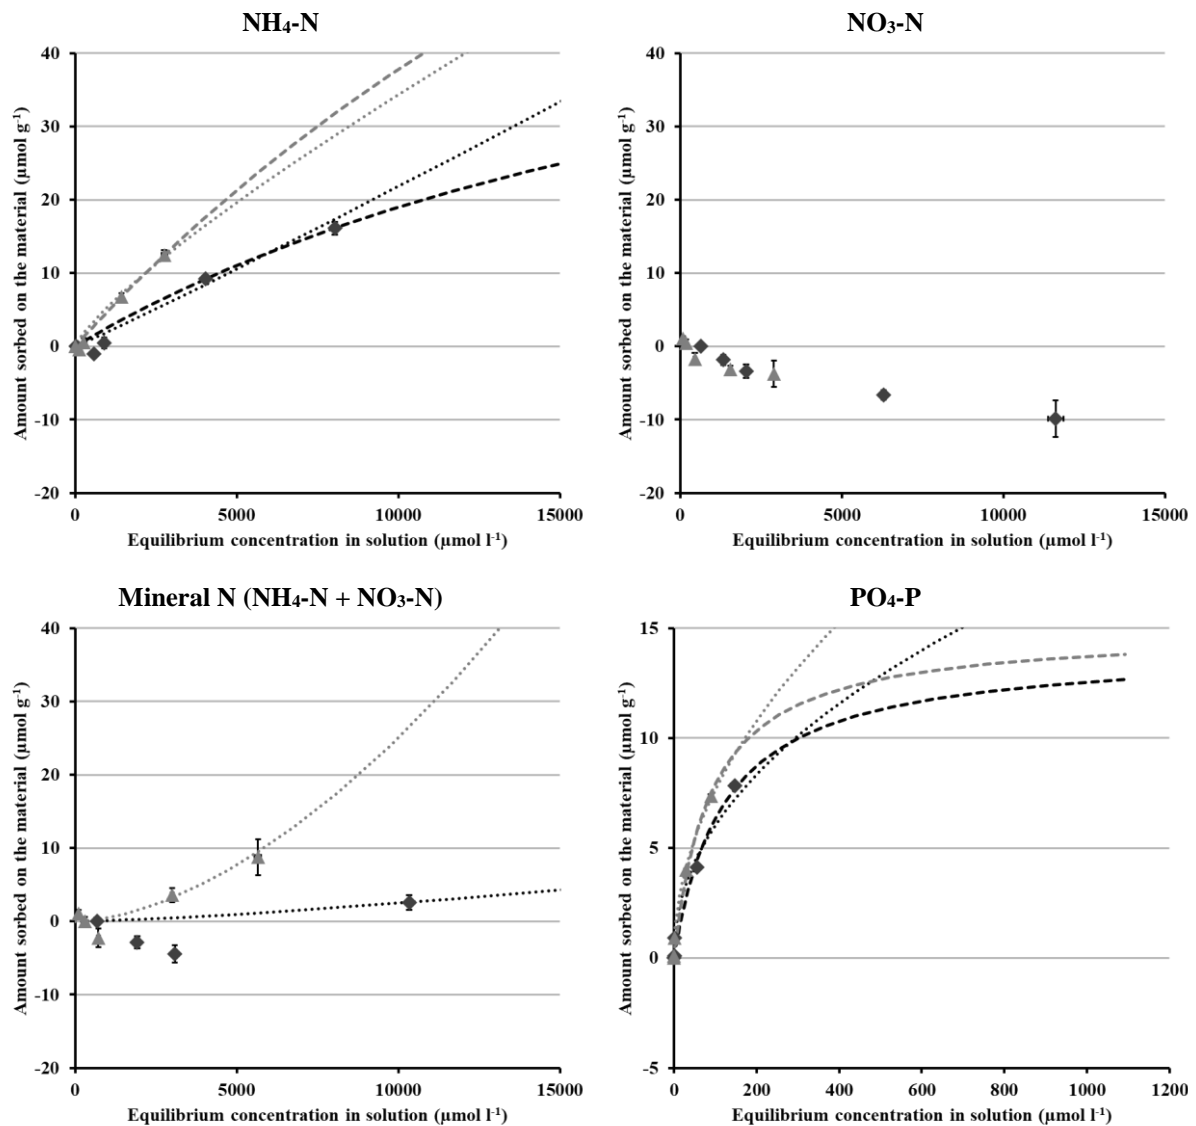 NH₄-N
40
30
20
10
0
-10
-20
0 5000 10000 15000
Amount sorbed on the material (µmol g⁻¹)
Equilibrium concentration in solution (µmol l⁻¹)
NO₃-N
40
30
20
10
0
-10
-20
0 5000 10000 15000
Amount sorbed on the material (µmol g⁻¹)
Equilibrium concentration in solution (µmol l⁻¹)
Mineral N (NH₄-N + NO₃-N)
40
30
20
10
0
-10
-20
0 5000 10000 15000
Amount sorbed on the material (µmol g⁻¹)
Equilibrium concentration in solution (µmol l⁻¹)
PO₄-P
15
10
5
0
-5
0 200 400 600 800 1000 1200
Amount sorbed on the material (µmol g⁻¹)
Equilibrium concentration in solution (µmol l⁻¹)